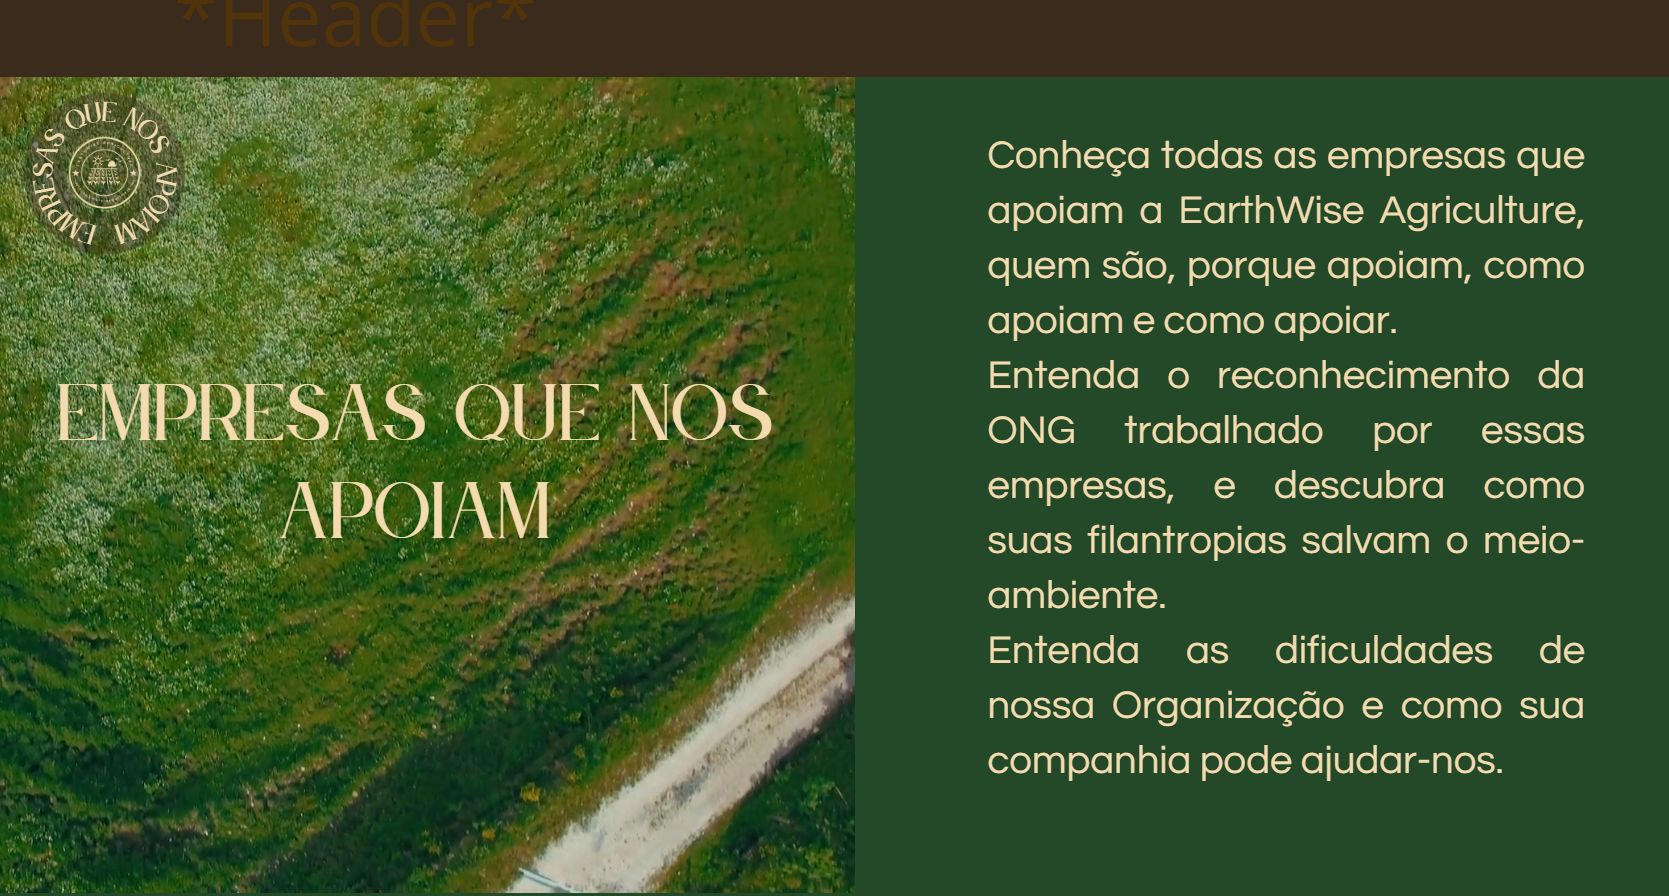 *Header*
EMPRESAS QUE NOS APOIAM
EMPRESAS QUE NOS
APOIAM
Conheça todas as empresas que
apoiam a EarthWise Agriculture,
quem são, porque apoiam, como
apoiam e como apoiar.
Entenda o reconhecimento da
ONG trabalhado por essas
empresas, e descubra como
suas filantropias salvam o meio-
ambiente.
Entenda as dificuldades de
nossa Organização e como sua
companhia pode ajudar-nos.